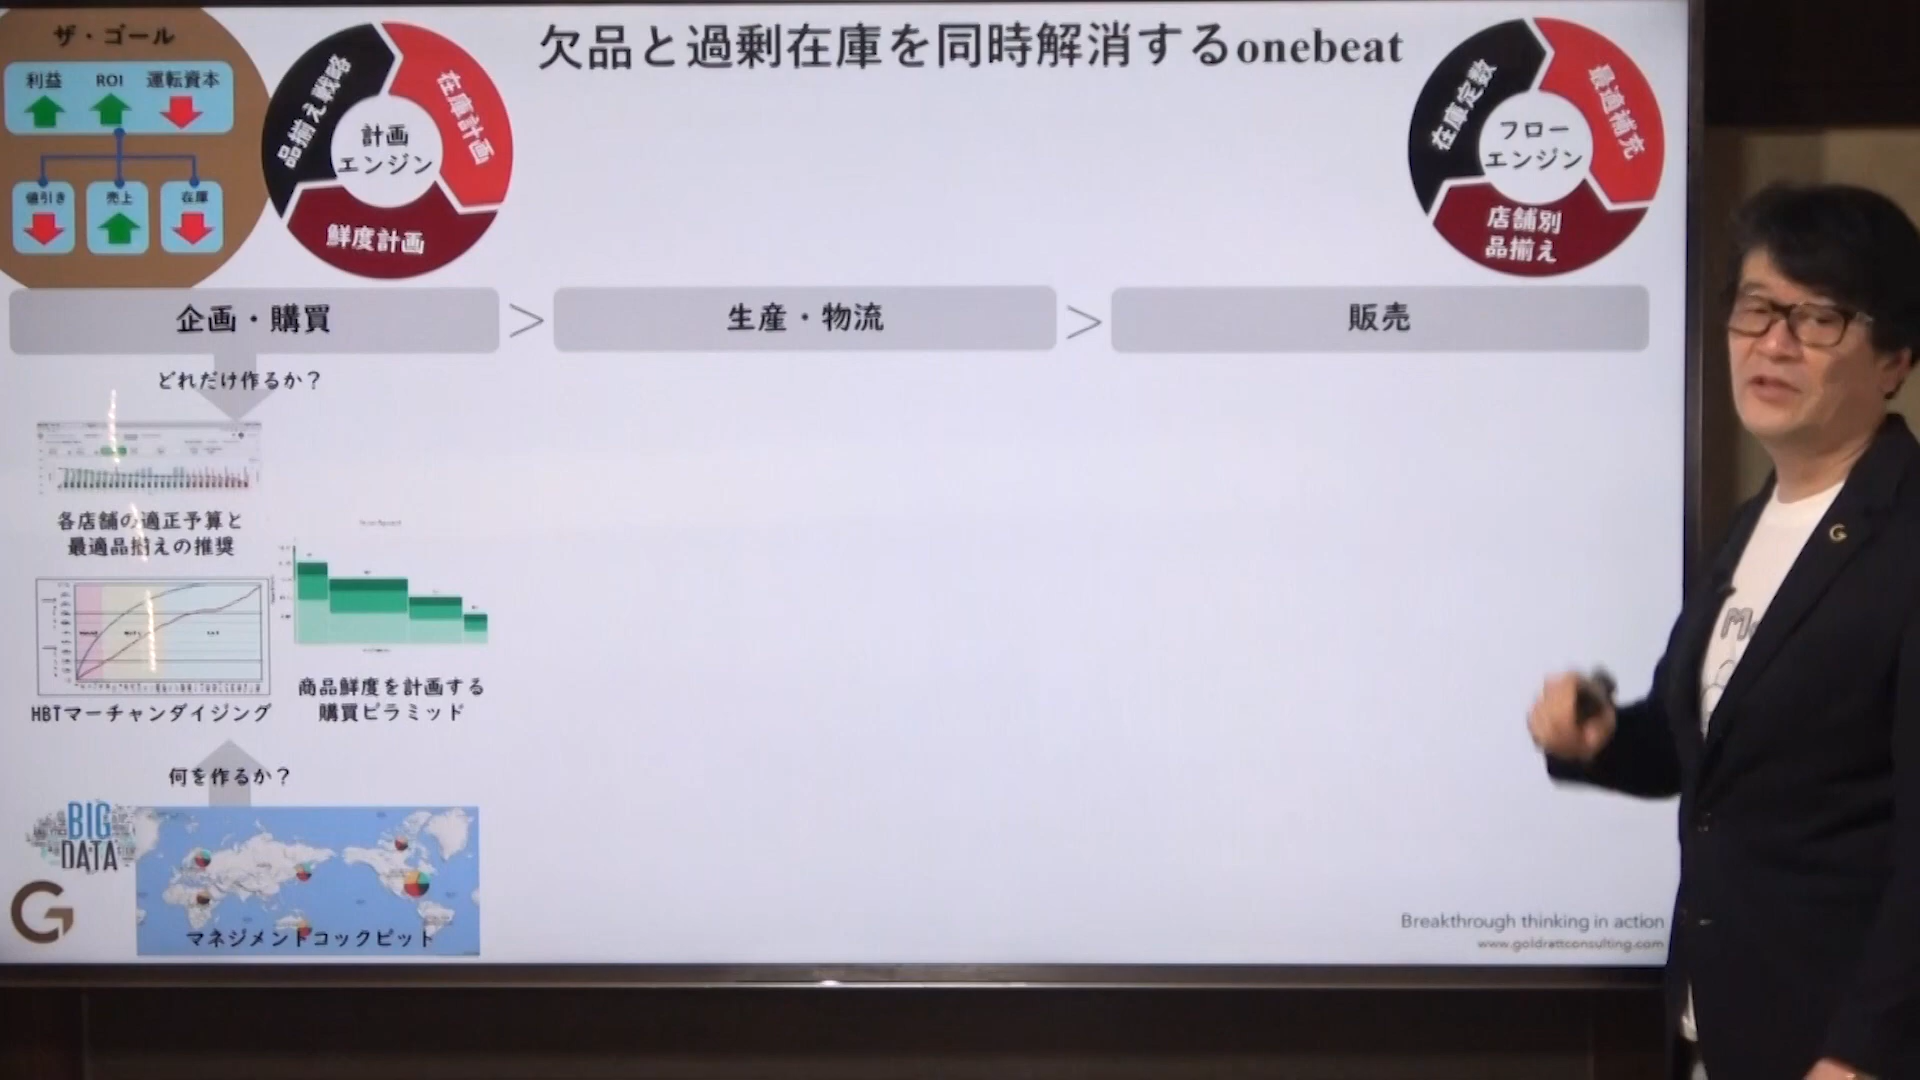 ザ・ゴール
利益
ROI
運転資本
値引き
売上
在庫
品揃え戦略
在庫計画
計画
エンジン
鮮度計画
欠品と過剰在庫を同時解消するonebeat
在庫定数
最適補充
フロー
エンジン
店舗別
品揃え
企画・購買
>
生産・物流
>
販売
どれだけ作るか？
各店舗の適正予算と
最適品揃えの推奨
HBTマーチャンダイジング
商品鮮度を計画する
購買ピラミッド
何を作るか？
BIG
DATA
マネジメントコックピット
G
Breakthrough thinking in action
www.goldrattconsulting.com
G